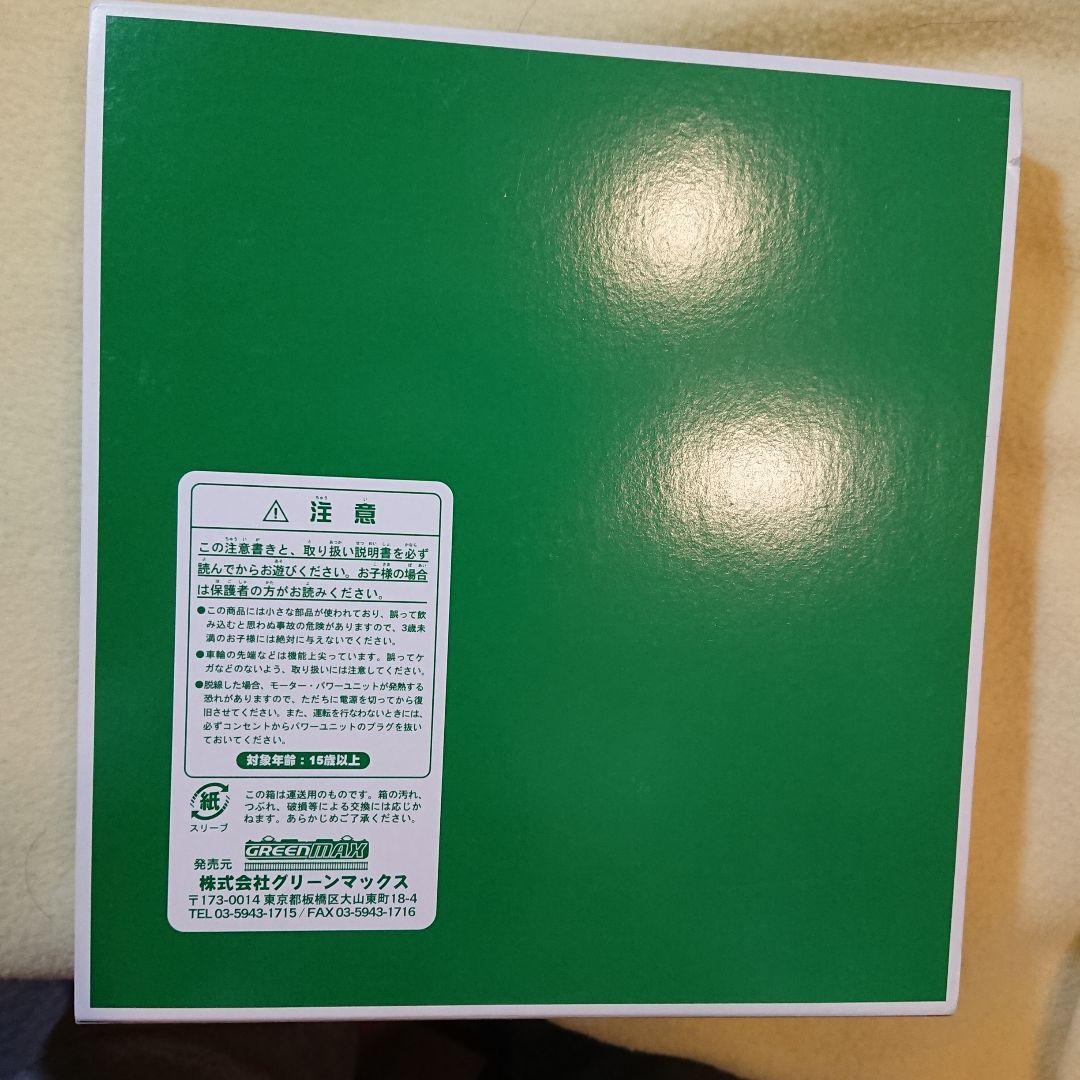 注意
この注意書きと、取り扱い説明書を必ず
読んでからお遊びください。お子様の場合
は保護者の方がお読みください。
●この商品には小さな部品が使われており、誤って飲
み込むと思わぬ事故の危険がありますので、3歳未
満のお子様には絶対に与えないでください。
●車輪の先端などは機能上尖っています。誤ってケ
ガなどのないよう、取り扱いには注意してください。
●脱線した場合、モーター・パワーユニットが発熱する
恐れがありますので、ただちに電源を切ってから復
旧させてください。また、運転を行なわないときには、
必ずコンセントからパワーユニットのプラグを抜い
ておいてください。
対象年齢：15歳以上
紙
スリーブ
この箱は運送用のものです。箱の汚れ、
つぶれ、破損等による交換には応じか
ねます。あらかじめご了承ください。
発売元 GREENMAX
株式会社グリーンマックス
〒173-0014 東京都板橋区大山東町18-4
TEL 03-5943-1715 / FAX 03-5943-1716